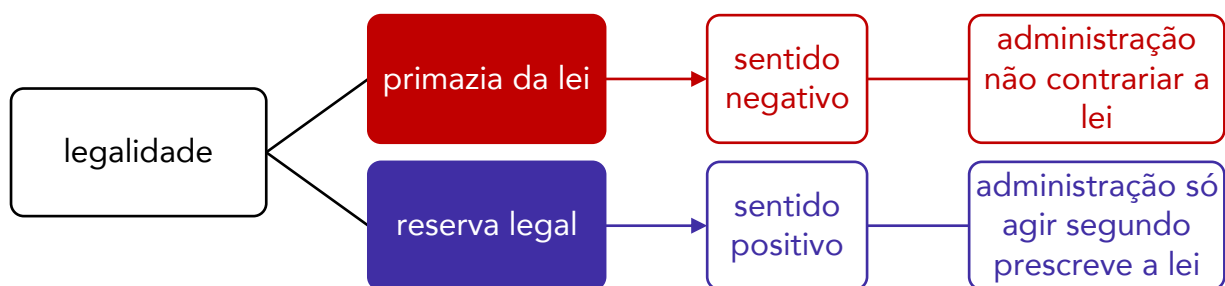 legalidade
primazia da lei
sentido
negativo
administração
não contrariar a
lei
reserva legal
sentido
positivo
administração só
agir segundo
prescreve a lei